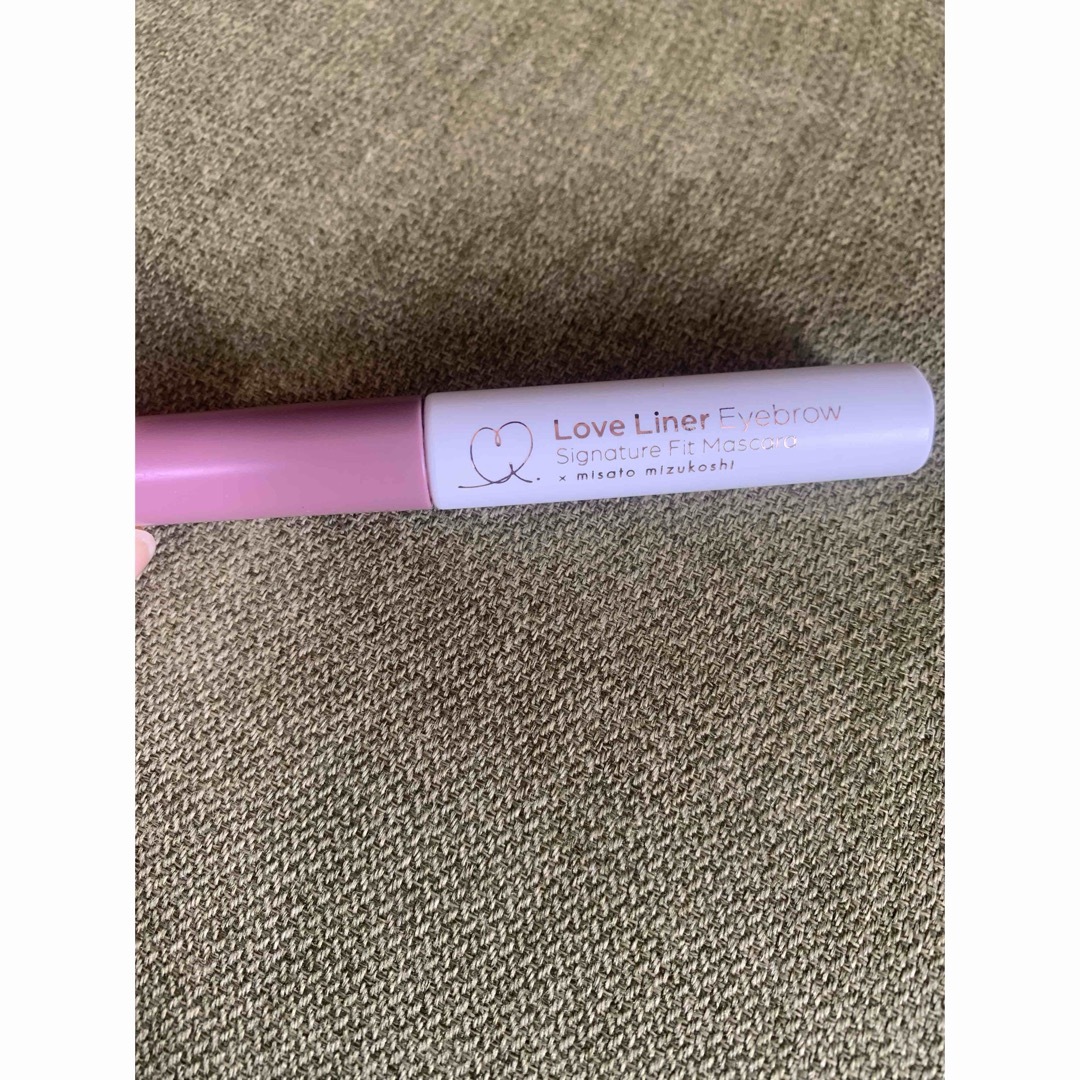 Love Liner Eyebrow
Signature Fit Mascara
× misato mizukoshi